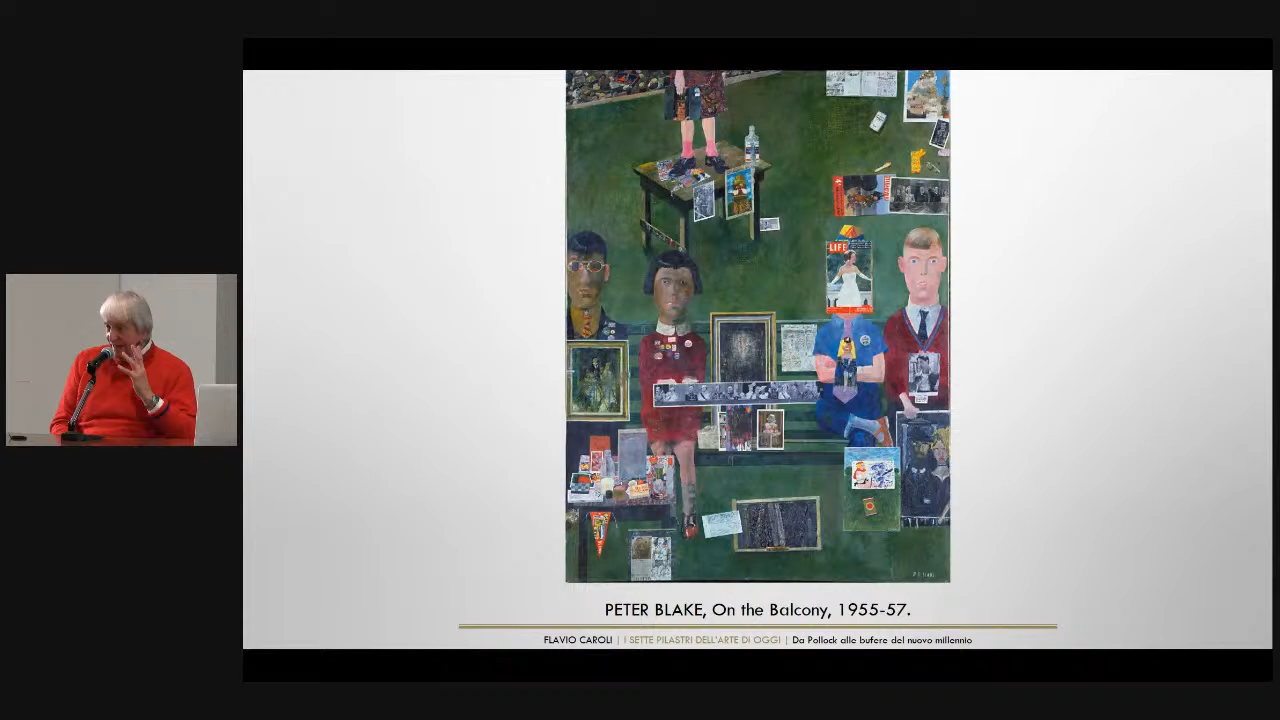 LIFE
PETER BLAKE, On the Balcony, 1955-57.
FLAVIO CAROLI | I SETTE PILASTRI DELL'ARTE DI OGGI | Da Pollock alle bufere del nuovo millennio